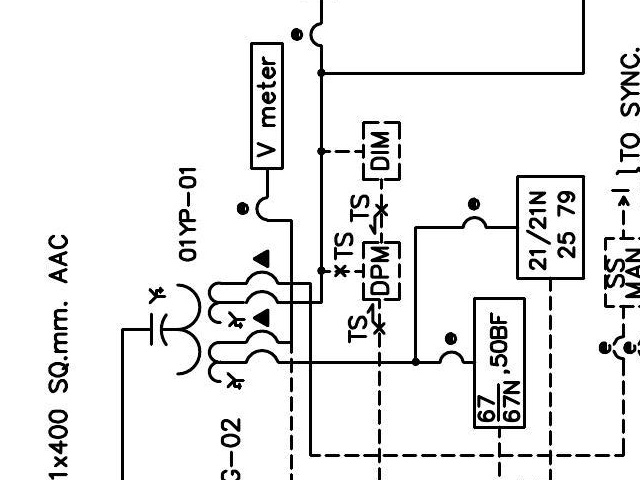 TO SYNC.
V meter
DIM
01YP-01
TS
21/21N
25 79
TS
DPM
SS
MAN
1x400 SQ.mm. AAC
Y
Y
TS
67
67N
,50BF
Y
G-02